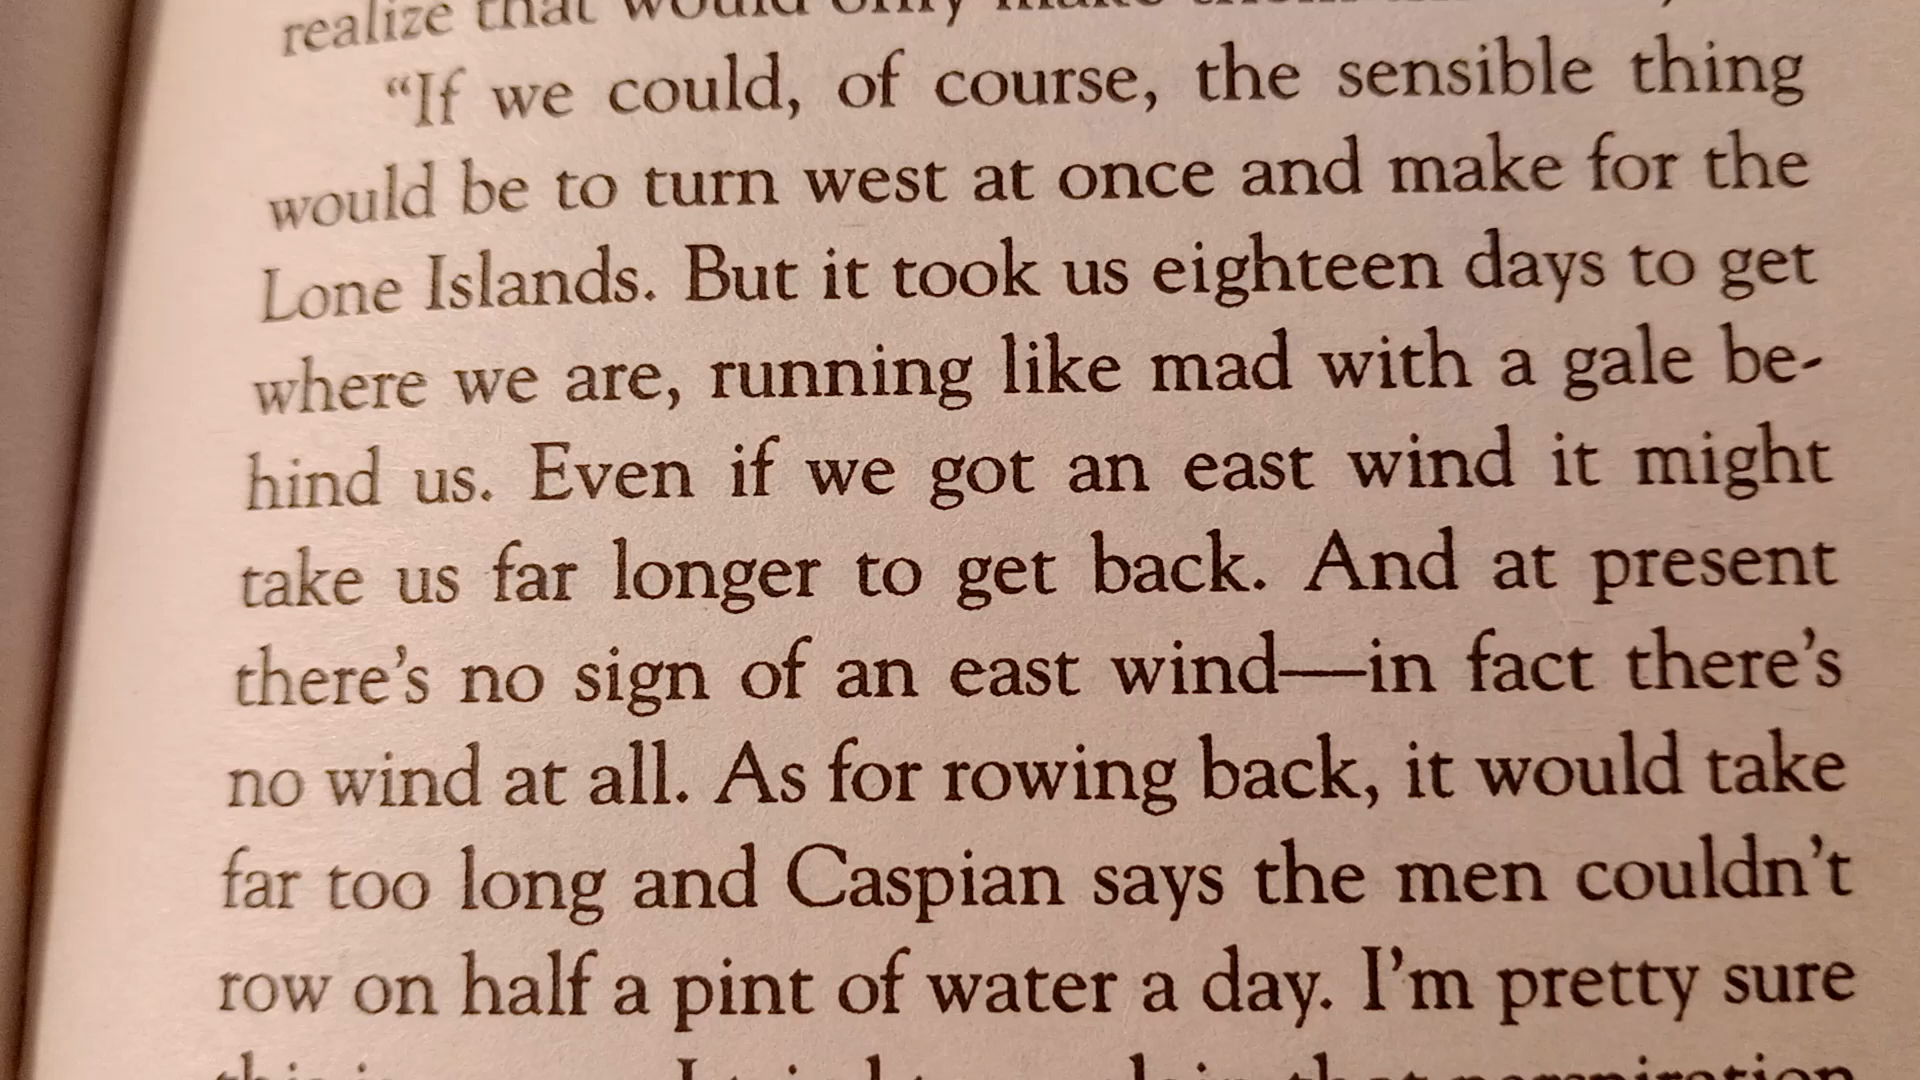 realize that would only make them
“If we could, of course, the sensible thing
would be to turn west at once and make for the
Lone Islands. But it took us eighteen days to get
where we are, running like mad with a gale be-
hind us. Even if we got an east wind it might
take us far longer to get back. And at present
there’s no sign of an east wind—in fact there’s
no wind at all. As for rowing back, it would take
far too long and Caspian says the men couldn’t
row on half a pint of water a day. I’m pretty sure
this is that perspiration